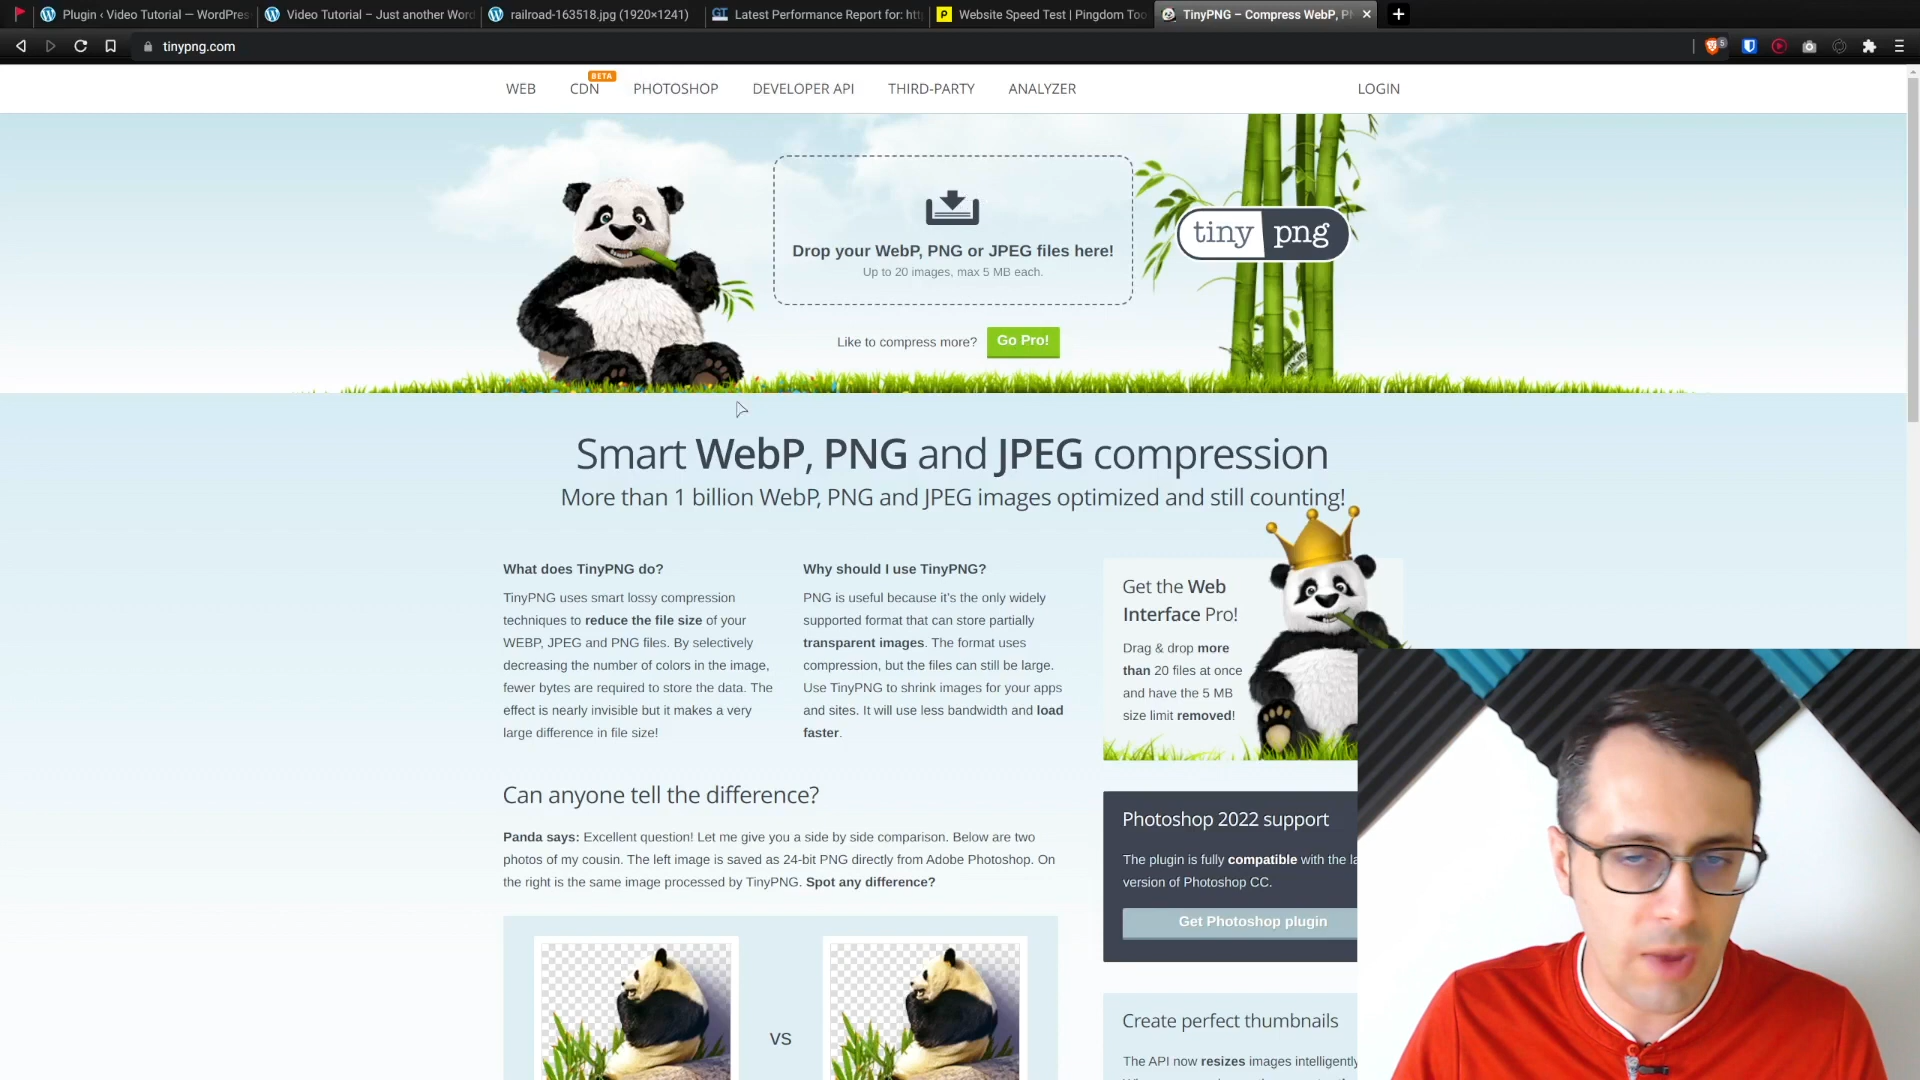 Plugin ‹ Video Tutorial — WordPres
Video Tutorial – Just another Word
railroad-163518.jpg (1920×1241)
GT
Latest Performance Report for: htt
Website Speed Test | Pingdom Too
TinyPNG – Compress WebP, PN
tinypng.com
5
WEB
CDN
BETA
PHOTOSHOP
DEVELOPER API
THIRD-PARTY
ANALYZER
LOGIN
Drop your WebP, PNG or JPEG files here!
Up to 20 images, max 5 MB each.
tiny png
Like to compress more?
Go Pro!
Smart WebP, PNG and JPEG compression
More than 1 billion WebP, PNG and JPEG images optimized and still counting!
What does TinyPNG do?
TinyPNG uses smart lossy compression
techniques to reduce the file size of your
WEBP, JPEG and PNG files. By selectively
decreasing the number of colors in the image,
fewer bytes are required to store the data. The
effect is nearly invisible but it makes a very
large difference in file size!
Why should I use TinyPNG?
PNG is useful because it's the only widely
supported format that can store partially
transparent images. The format uses
compression, but the files can still be large.
Use TinyPNG to shrink images for your apps
and sites. It will use less bandwidth and load
faster.
Get the Web
Interface Pro!
Drag & drop more
than 20 files at once
and have the 5 MB
size limit removed!
Can anyone tell the difference?
Panda says: Excellent question! Let me give you a side by side comparison. Below are two
photos of my cousin. The left image is saved as 24-bit PNG directly from Adobe Photoshop. On
the right is the same image processed by TinyPNG. Spot any difference?
VS
Photoshop 2022 support
The plugin is fully compatible with the la
version of Photoshop CC.
Get Photoshop plugin
Create perfect thumbnails
The API now resizes images intelligently